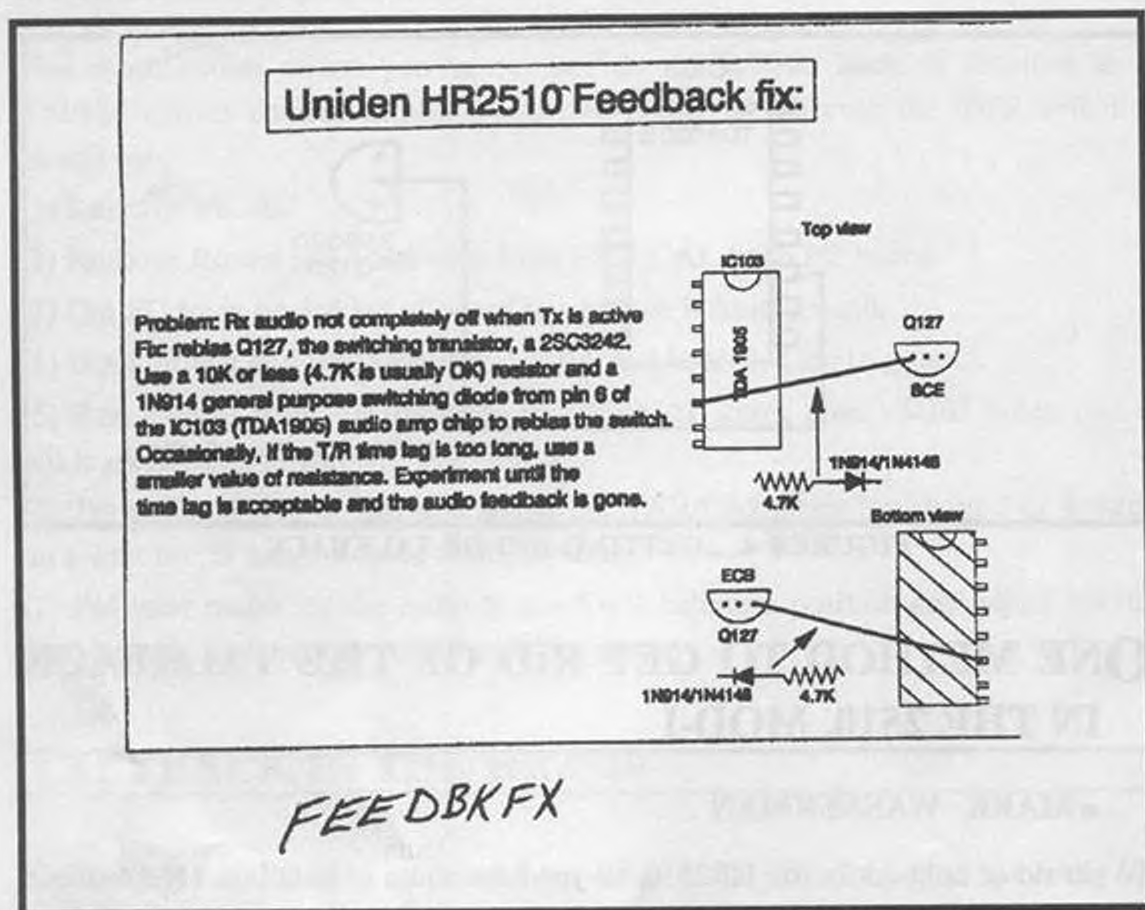 Uniden HR2510 Feedback fix:
Top view
IC103
Q127
TDA 1905
BCE
Problem: Rx audio not completely off when Tx is active
Fix: rebias Q127, the switching transistor, a 2SC3242.
Use a 10K or less (4.7K is usually OK) resistor and a
1N914 general purpose switching diode from pin 6 of
the IC103 (TDA1905) audio amp chip to rebias the switch.
Occasionally, if the T/R time lag is too long, use a
smaller value of resistance. Experiment until the
time lag is acceptable and the audio feedback is gone.
1N914/1N4148
4.7K
Bottom view
ECB
Q127
1N914/1N4148
4.7K
FEEDBKFX